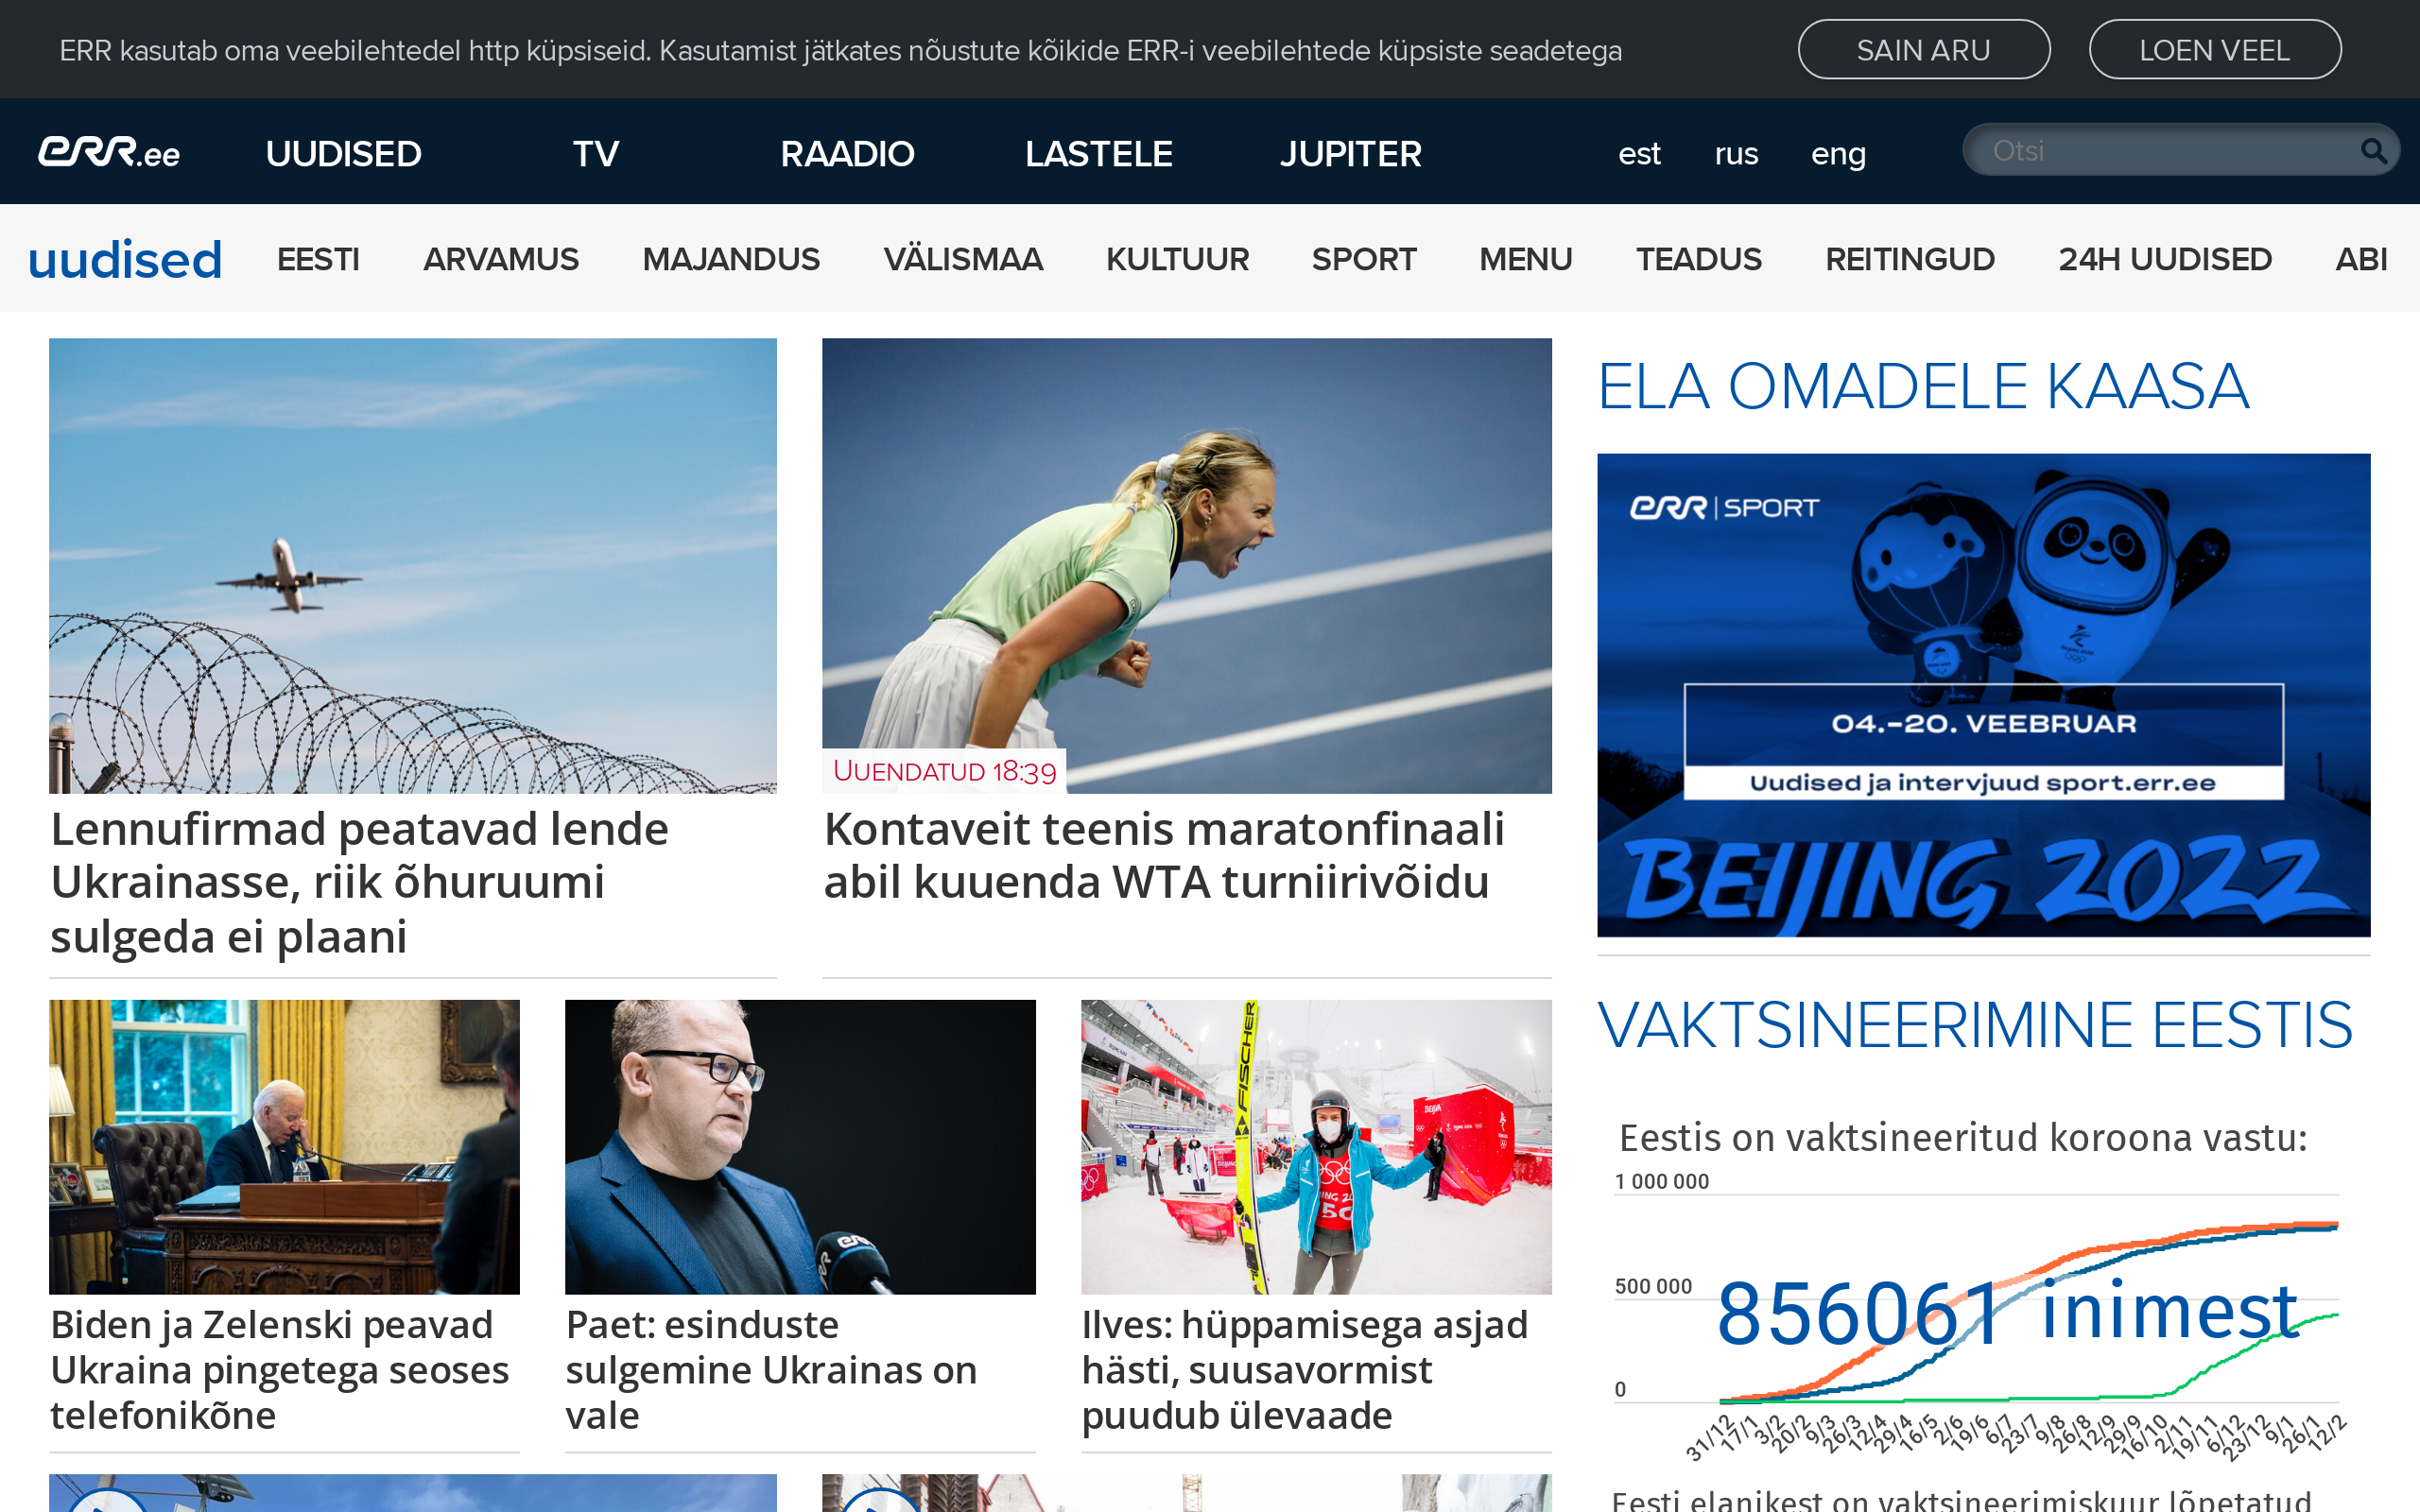 ERR kasutab oma veebilehtedel http küpsiseid. Kasutamist jätkates nõustute kõikide ERR-i veebilehtede küpsiste seadetega
SAIN ARU
LOEN VEEL
err.ee
UUDISED
TV
RAADIO
LASTELE
JUPITER
est
rus
eng
Otsi
uudised
EESTI
ARVAMUS
MAJANDUS
VÄLISMAA
KULTUUR
SPORT
MENU
TEADUS
REITINGUD
24H UUDISED
ABI
UUENDATUD 18:39
Lennufirmad peatavad lende
Ukrainasse, riik õhuruumi
sulgeda ei plaani
Kontaveit teenis maratonfinaali
abil kuuenda WTA turniirivõidu
FISCHER
BEIJING
err
Biden ja Zelenski peavad
Ukraina pingetega seoses
telefonikõne
Paet: esinduste
sulgemine Ukrainas on
vale
Ilves: hüppamisega asjad
hästi, suusavormist
puudub ülevaade
ELA OMADELE KAASA
err | SPORT
04.–20. VEEBRUAR
Uudised ja intervjuud sport.err.ee
BEIJING 2022
VAKTSINEERIMINE EESTIS
Eestis on vaktsineeritud koroona vastu:
1 000 000
500 000
856061 inimest
0
31/12 17/1 3/2 20/2 9/3 26/3 12/4 29/4 16/5 2/6 19/6 6/7 23/7 9/8 26/8 12/9 29/9 16/10 2/11 19/11 6/12 23/12 9/1 26/1 12/2
Eesti elanikest on vaktsineerimiskuur lõpetatud